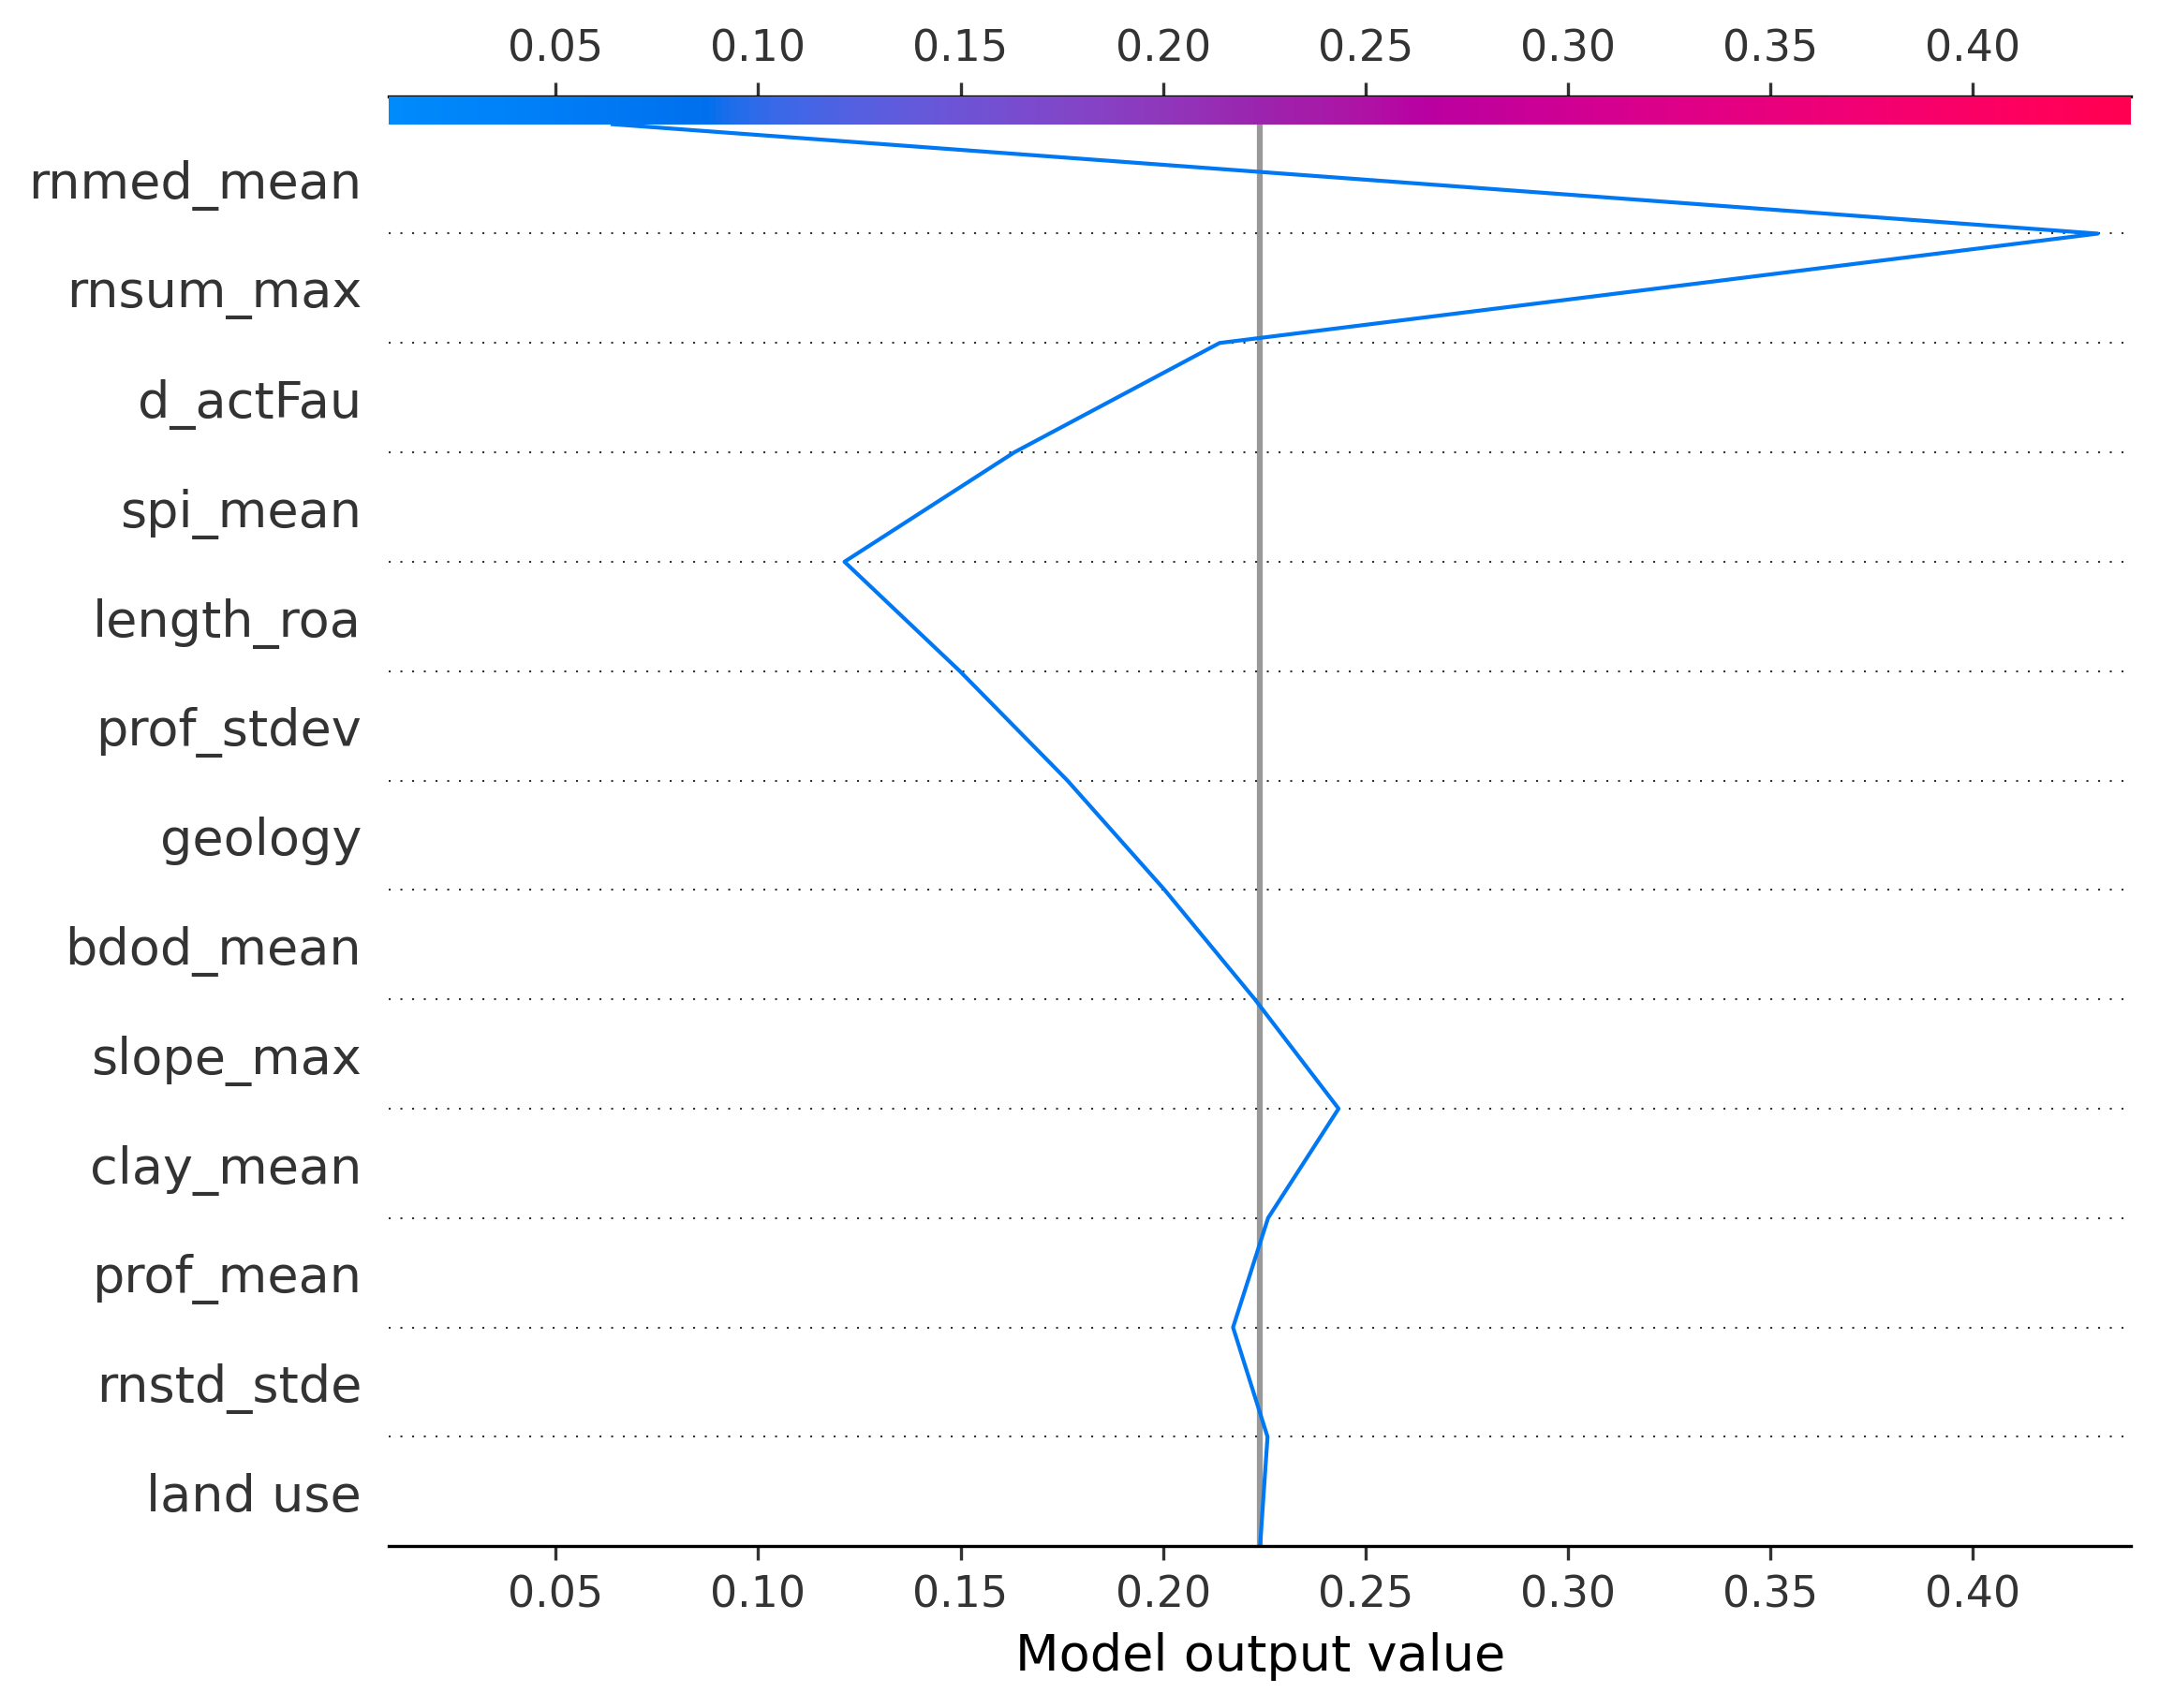 0.05 0.10 0.15 0.20 0.25 0.30 0.35 0.40
rnmed_mean
rnsum_max
d_actFau
spi_mean
length_roa
prof_stdev
geology
bdod_mean
slope_max
clay_mean
prof_mean
rnstd_stde
land use
0.05 0.10 0.15 0.20 0.25 0.30 0.35 0.40
Model output value